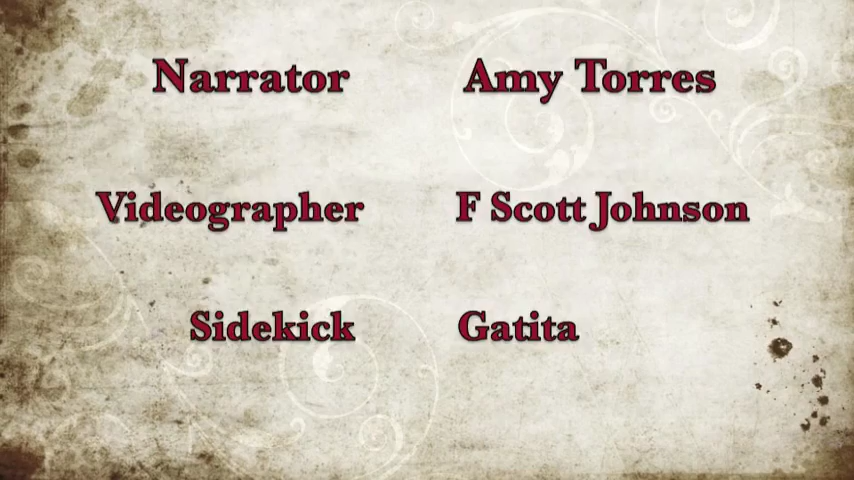 Narrator Amy Torres
Videographer F Scott Johnson
Sidekick Gatita